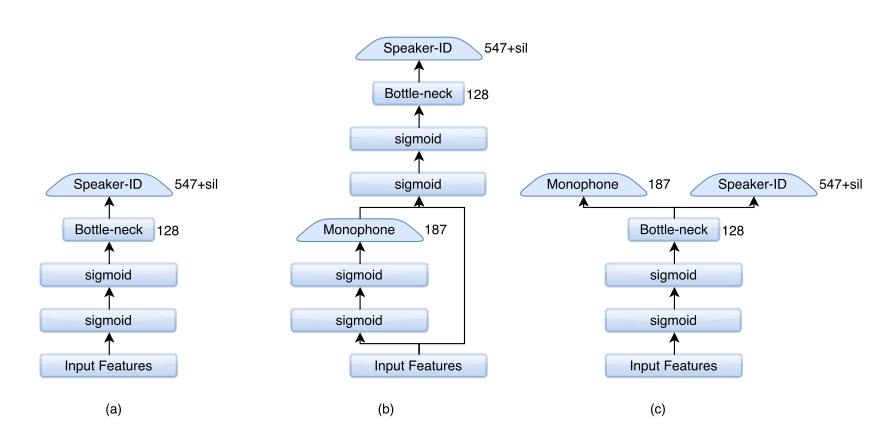 Speaker-ID 547+sil
Bottle-neck 128
sigmoid
sigmoid
Input Features
(a)
Speaker-ID 547+sil
Bottle-neck 128
sigmoid
sigmoid
Monophone 187
sigmoid
sigmoid
Input Features
(b)
Monophone 187 Speaker-ID 547+sil
Bottle-neck 128
sigmoid
sigmoid
Input Features
(c)